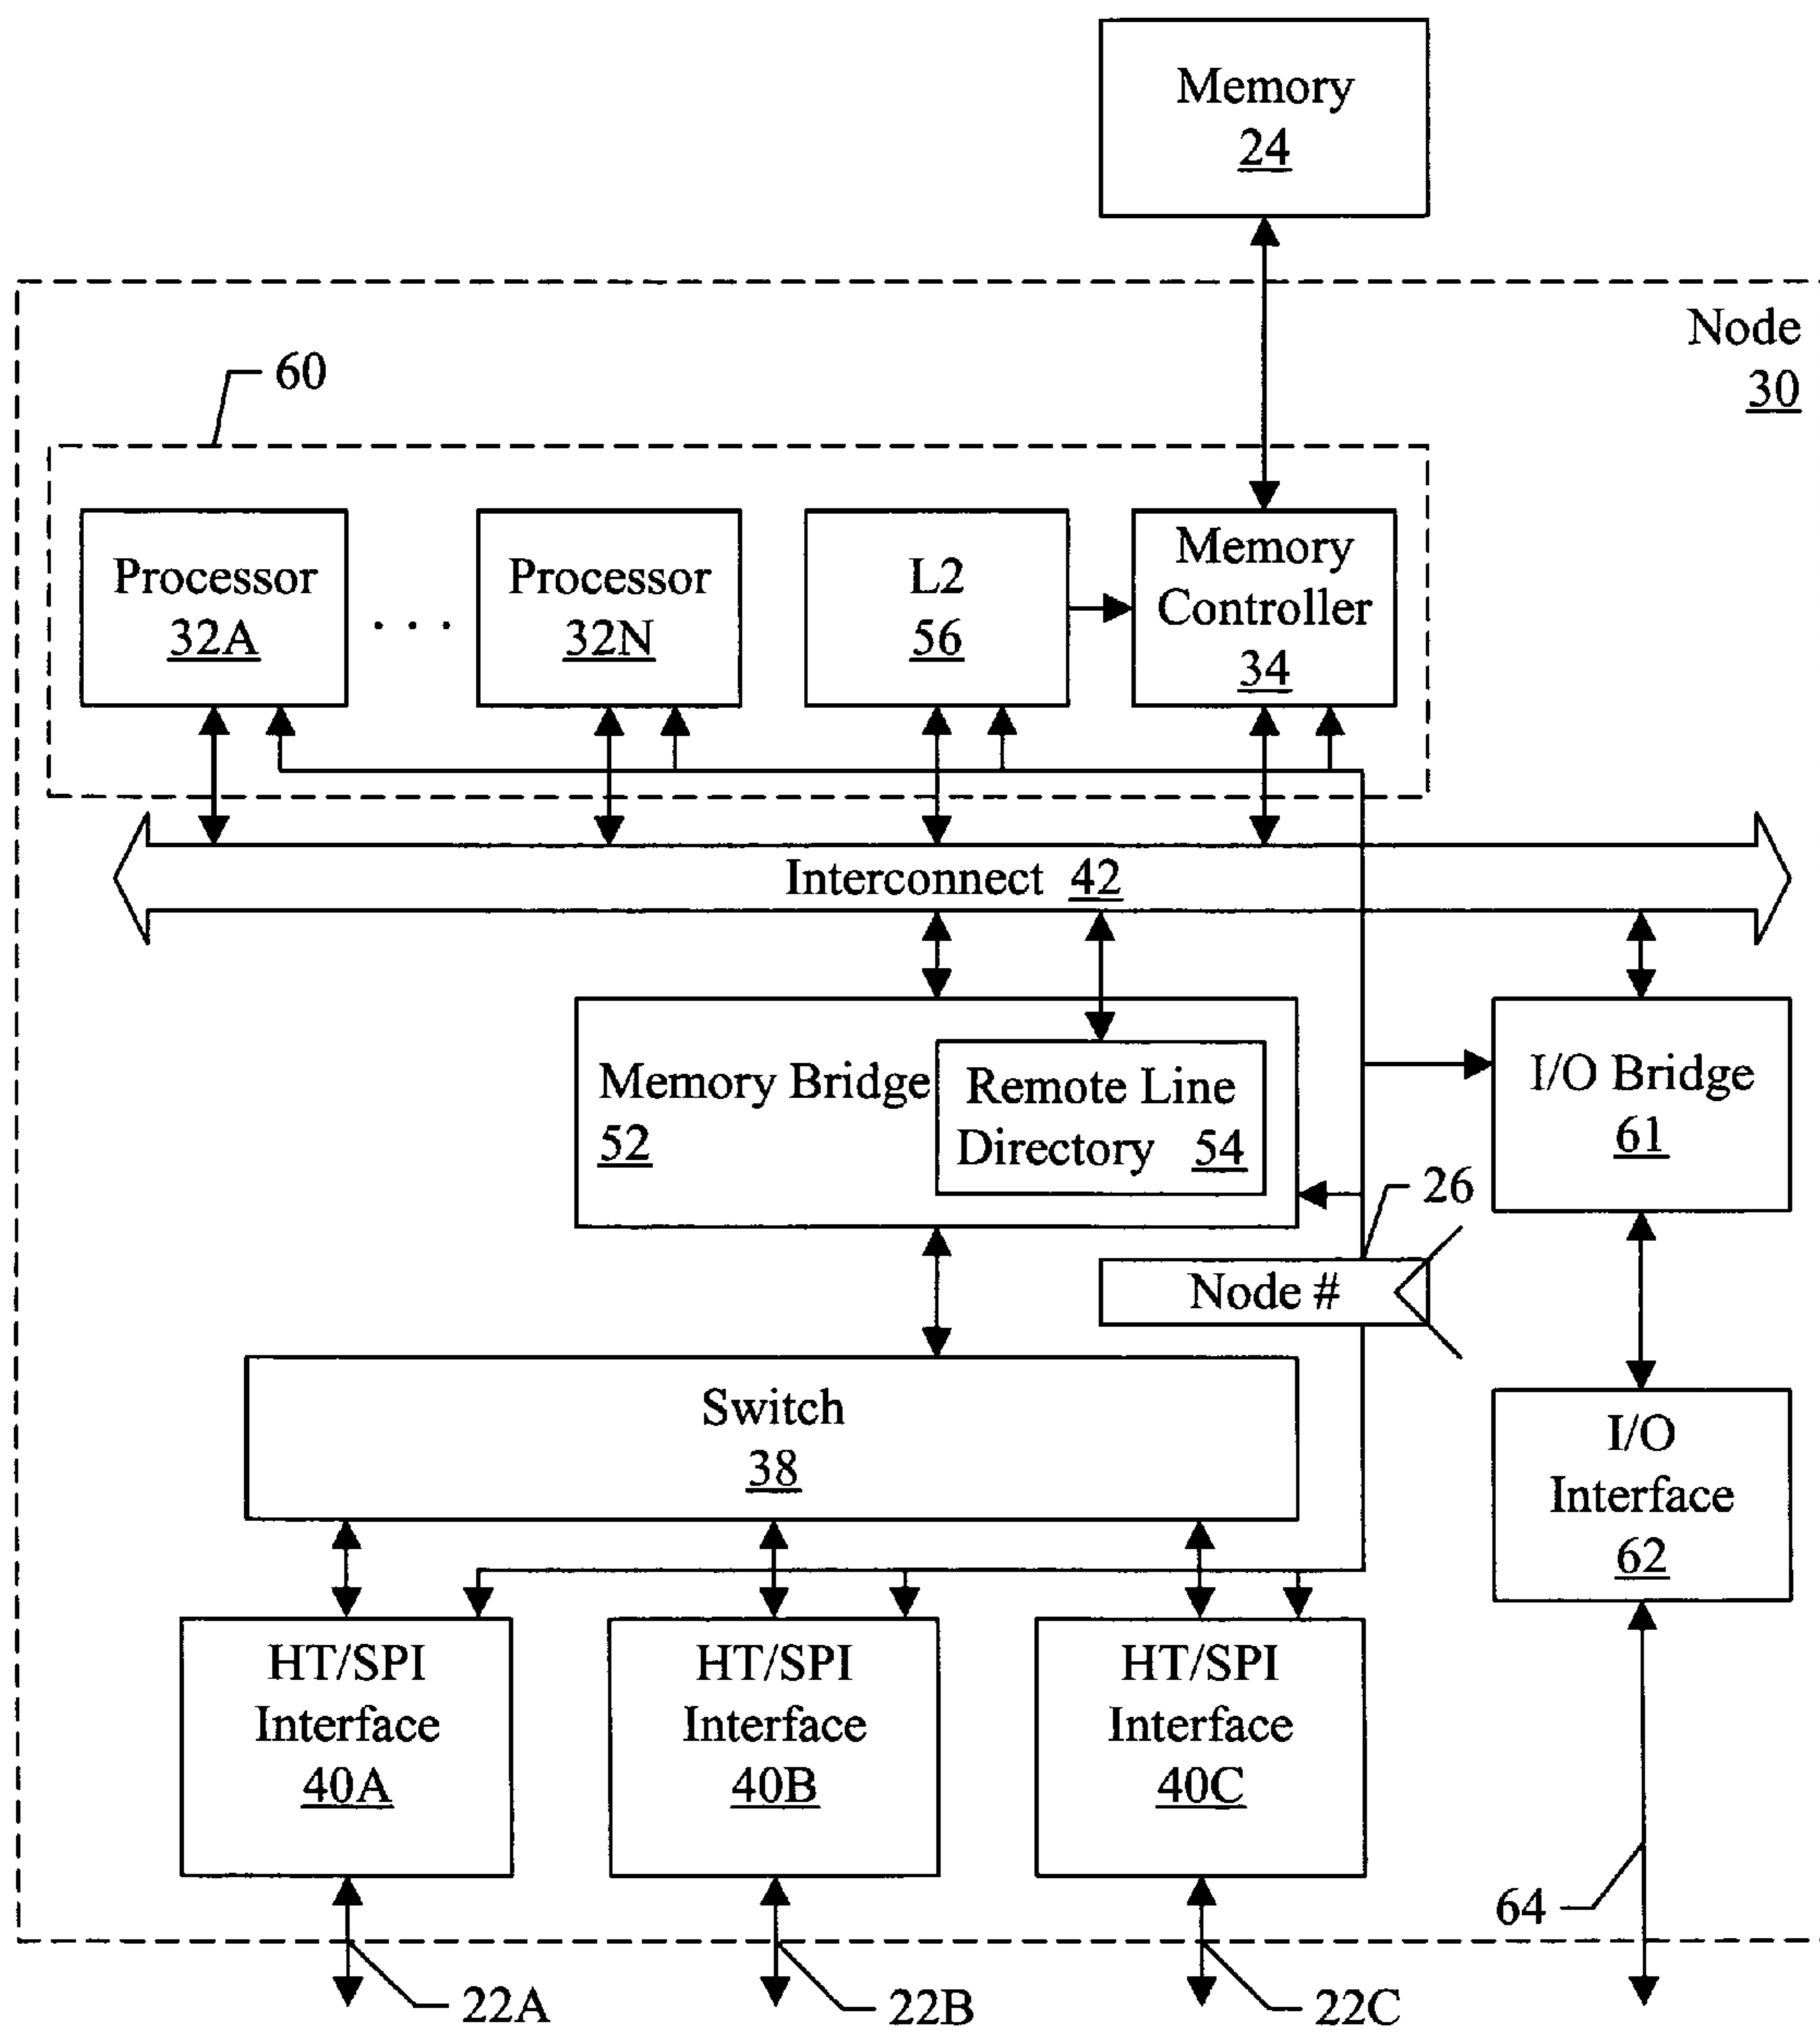 Memory
24
Node
30
60
Processor
32A
. . .
Processor
32N
L2
56
Memory
Controller
34
Interconnect 42
Memory Bridge
52
Remote Line
Directory 54
I/O Bridge
61
26
Node #
Switch
38
I/O
Interface
62
HT/SPI
Interface
40A
HT/SPI
Interface
40B
HT/SPI
Interface
40C
64
22A
22B
22C